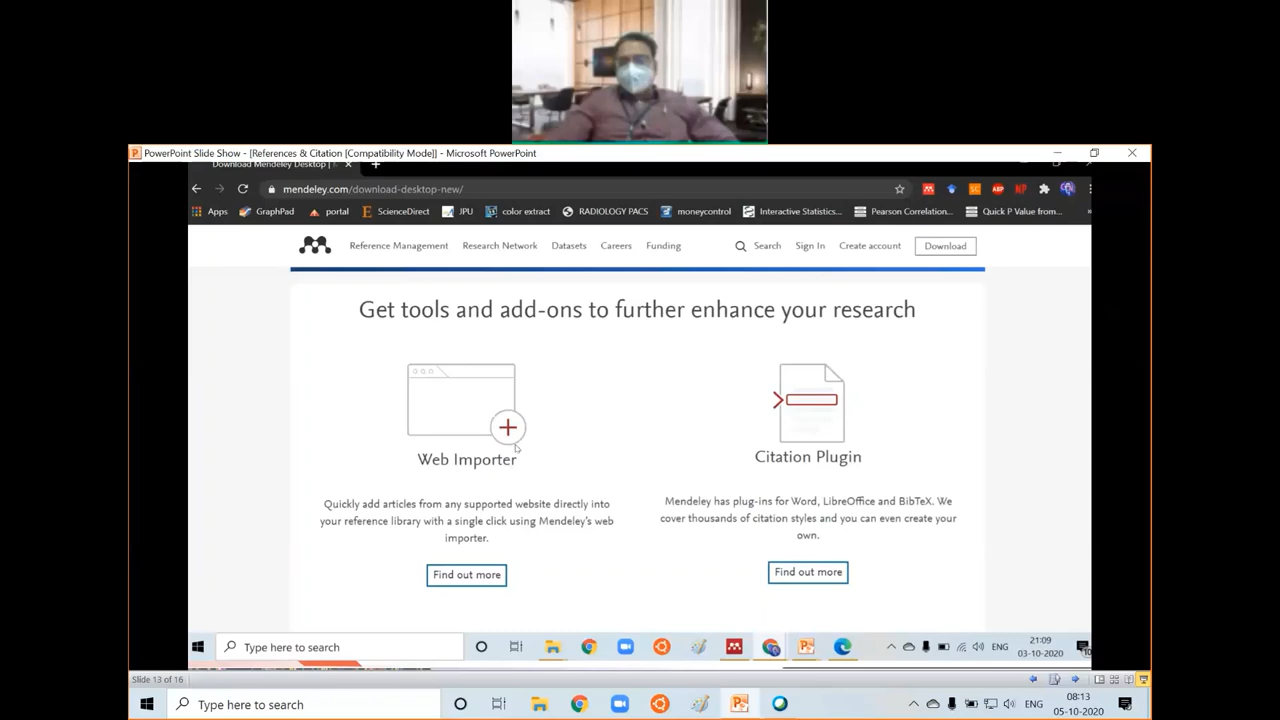 PowerPoint Slide Show - [References & Citation [Compatibility Mode]] - Microsoft PowerPoint
Download Mendeley Desktop |
mendeley.com/download-desktop-new/
Apps GraphPad portal ScienceDirect JPU color extract RADIOLOGY PACS moneycontrol Interactive Statistics... Pearson Correlation... Quick P Value from...
Reference Management Research Network Datasets Careers Funding Search Sign In Create account Download
Get tools and add-ons to further enhance your research
Web Importer
Quickly add articles from any supported website directly into
your reference library with a single click using Mendeley's web
importer.
Find out more
Citation Plugin
Mendeley has plug-ins for Word, LibreOffice and BibTeX. We
cover thousands of citation styles and you can even create your
own.
Find out more
Type here to search
ENG
21:09
03-10-2020
Slide 13 of 16
Type here to search
ENG
08:13
05-10-2020